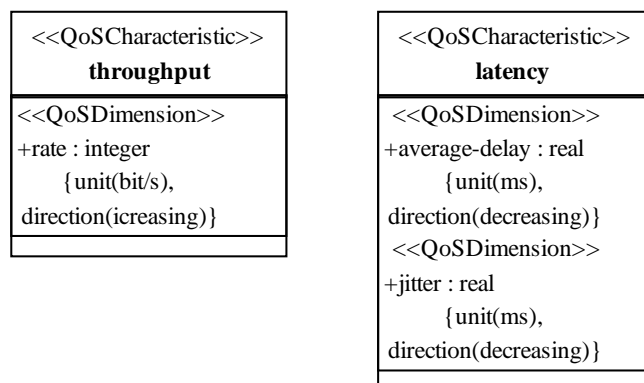 <<QoSCharacteristic>>
throughput
<<QoSDimension>>
+rate : integer
{unit(bit/s),
direction(icreasing)}
<<QoSCharacteristic>>
latency
<<QoSDimension>>
+average-delay : real
{unit(ms),
direction(decreasing)}
<<QoSDimension>>
+jitter : real
{unit(ms),
direction(decreasing)}